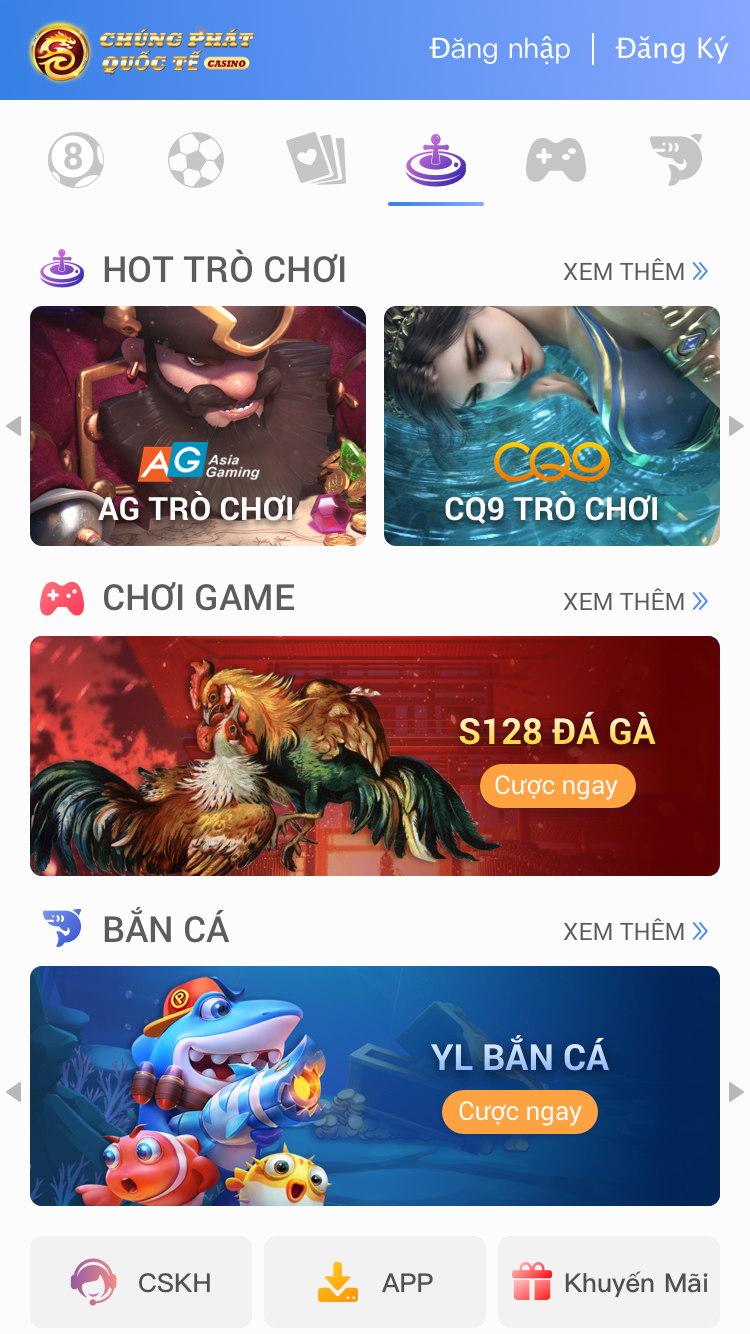 CHÚNG PHÁT
QUỐC TẾ CASINO
Đăng nhập | Đăng Ký
8
HOT TRÒ CHƠI
XEM THÊM
AG Asia Gaming
AG TRÒ CHƠI
CQ9
CQ9 TRÒ CHƠI
CHƠI GAME
XEM THÊM
S128 ĐÁ GÀ
Cược ngay
BẮN CÁ
XEM THÊM
P
YL BẮN CÁ
Cược ngay
CSKH
APP
Khuyến Mãi